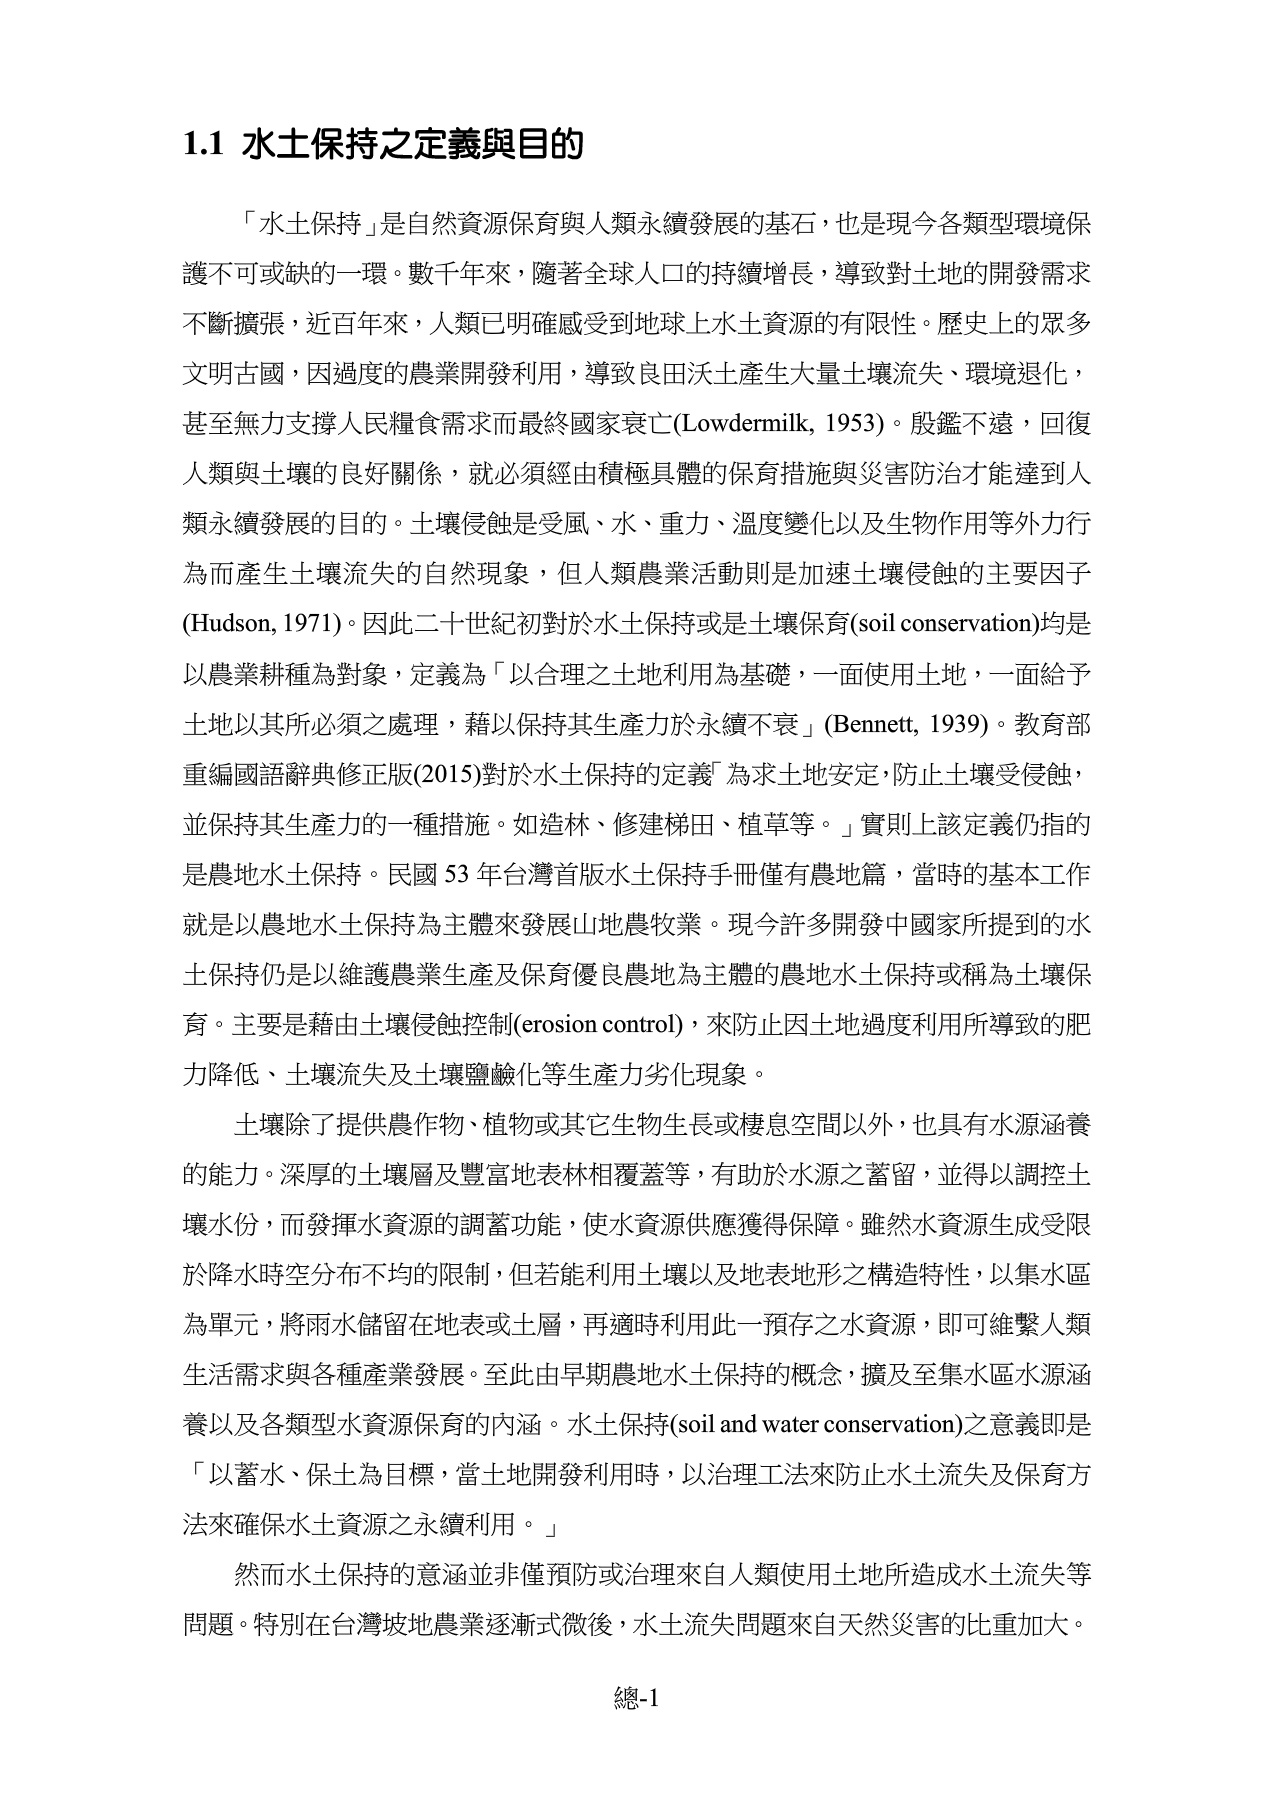 1.1 水土保持之定義與目的
「水土保持」是自然資源保育與人類永續發展的基石，也是現今各類型環境保
護不可或缺的一環。數千年來，隨著全球人口的持續增長，導致對土地的開發需求
不斷擴張，近百年來，人類已明確感受到地球上水土資源的有限性。歷史上的眾多
文明古國，因過度的農業開發利用，導致良田沃土產生大量土壤流失、環境退化，
甚至無力支撐人民糧食需求而最終國家衰亡(Lowdermilk, 1953)。殷鑑不遠，回復
人類與土壤的良好關係，就必須經由積極具體的保育措施與災害防治才能達到人
類永續發展的目的。土壤侵蝕是受風、水、重力、溫度變化以及生物作用等外力行
為而產生土壤流失的自然現象，但人類農業活動則是加速土壤侵蝕的主要因子
(Hudson, 1971)。因此二十世紀初對於水土保持或是土壤保育(soil conservation)均是
以農業耕種為對象，定義為「以合理之土地利用為基礎，一面使用土地，一面給予
土地以其所必須之處理，藉以保持其生產力於永續不衰」(Bennett, 1939)。教育部
重編國語辭典修正版(2015)對於水土保持的定義「為求土地安定，防止土壤受侵蝕，
並保持其生產力的一種措施。如造林、修建梯田、植草等。」實則上該定義仍指的
是農地水土保持。民國 53 年台灣首版水土保持手冊僅有農地篇，當時的基本工作
就是以農地水土保持為主體來發展山地農牧業。現今許多開發中國家所提到的水
土保持仍是以維護農業生產及保育優良農地為主體的農地水土保持或稱為土壤保
育。主要是藉由土壤侵蝕控制(erosion control)，來防止因土地過度利用所導致的肥
力降低、土壤流失及土壤鹽鹼化等生產力劣化現象。
土壤除了提供農作物、植物或其它生物生長或棲息空間以外，也具有水源涵養
的能力。深厚的土壤層及豐富地表林相覆蓋等，有助於水源之蓄留，並得以調控土
壤水份，而發揮水資源的調蓄功能，使水資源供應獲得保障。雖然水資源生成受限
於降水時空分布不均的限制，但若能利用土壤以及地表地形之構造特性，以集水區
為單元，將雨水儲留在地表或土層，再適時利用此一預存之水資源，即可維繫人類
生活需求與各種產業發展。至此由早期農地水土保持的概念，擴及至集水區水源涵
養以及各類型水資源保育的內涵。水土保持(soil and water conservation)之意義即是
「以蓄水、保土為目標，當土地開發利用時，以治理工法來防止水土流失及保育方
法來確保水土資源之永續利用。」
然而水土保持的意涵並非僅預防或治理來自人類使用土地所造成水土流失等
問題。特別在台灣坡地農業逐漸式微後，水土流失問題來自天然災害的比重加大。
總-1